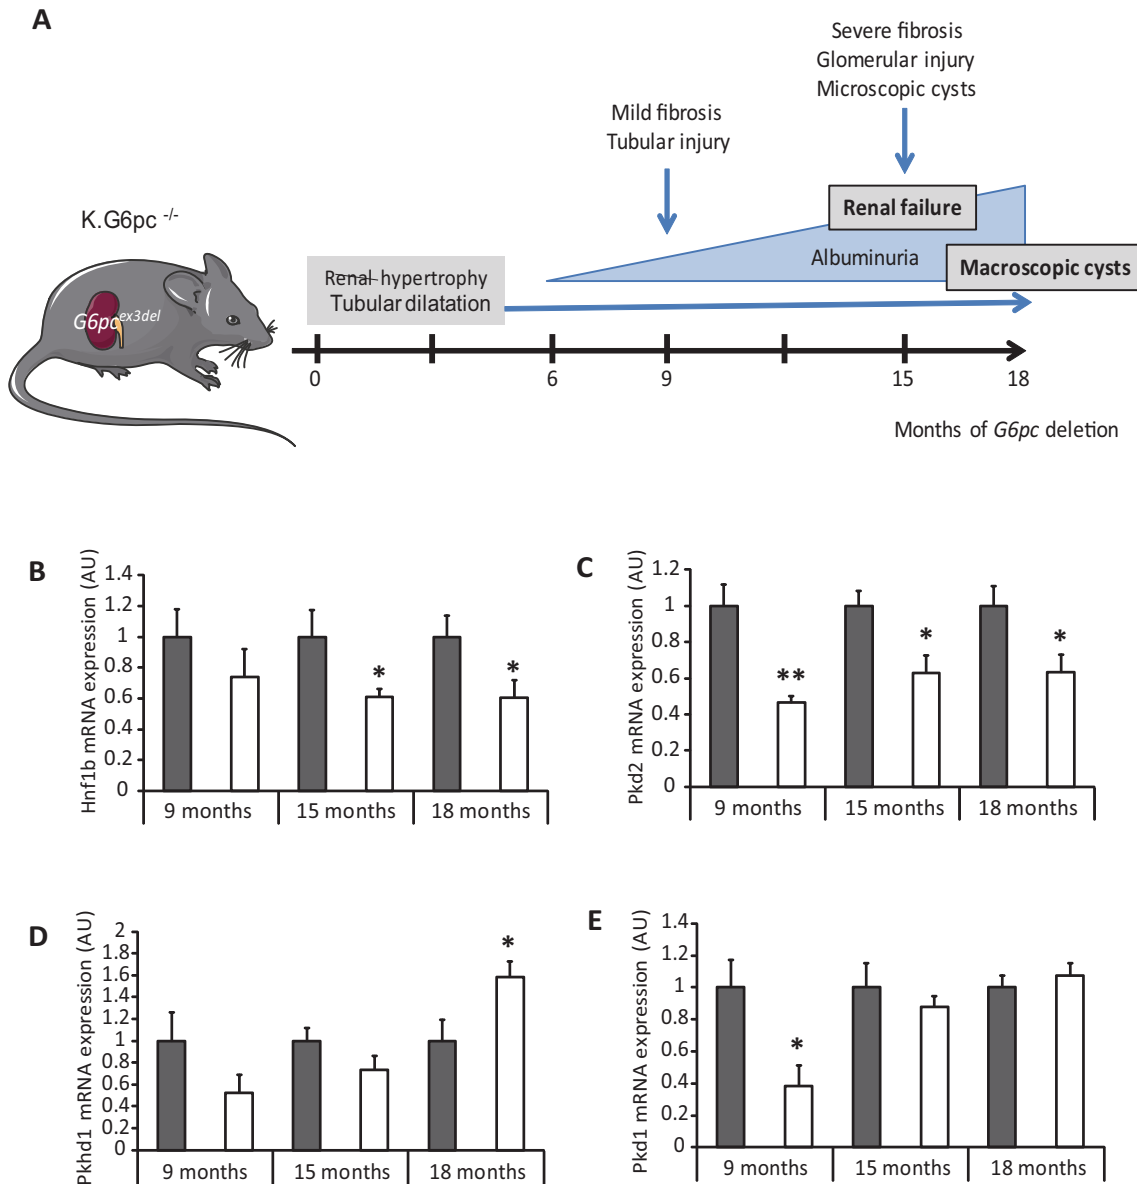 A
Severe fibrosis
Glomerular injury
Microscopic cysts
Mild fibrosis
Tubular injury
K.G6pc -/-
Renal failure
Renal hypertrophy
Tubular dilatation
Albuminuria
Macroscopic cysts
G6pc ex3del
0 6 9 15 18
Months of G6pc deletion
B
Hnf1b mRNA expression (AU)
1.4
1.2
1
0.8
0.6
0.4
0.2
0
* *
9 months 15 months 18 months
C
Pkd2 mRNA expression (AU)
1.2
1
0.8
0.6
0.4
0.2
0
** * *
9 months 15 months 18 months
D
Pkhd1 mRNA expression (AU)
2
1.8
1.6
1.4
1.2
1
0.8
0.6
0.4
0.2
0
*
9 months 15 months 18 months
E
Pkd1 mRNA expression (AU)
1.4
1.2
1
0.8
0.6
0.4
0.2
0
*
9 months 15 months 18 months